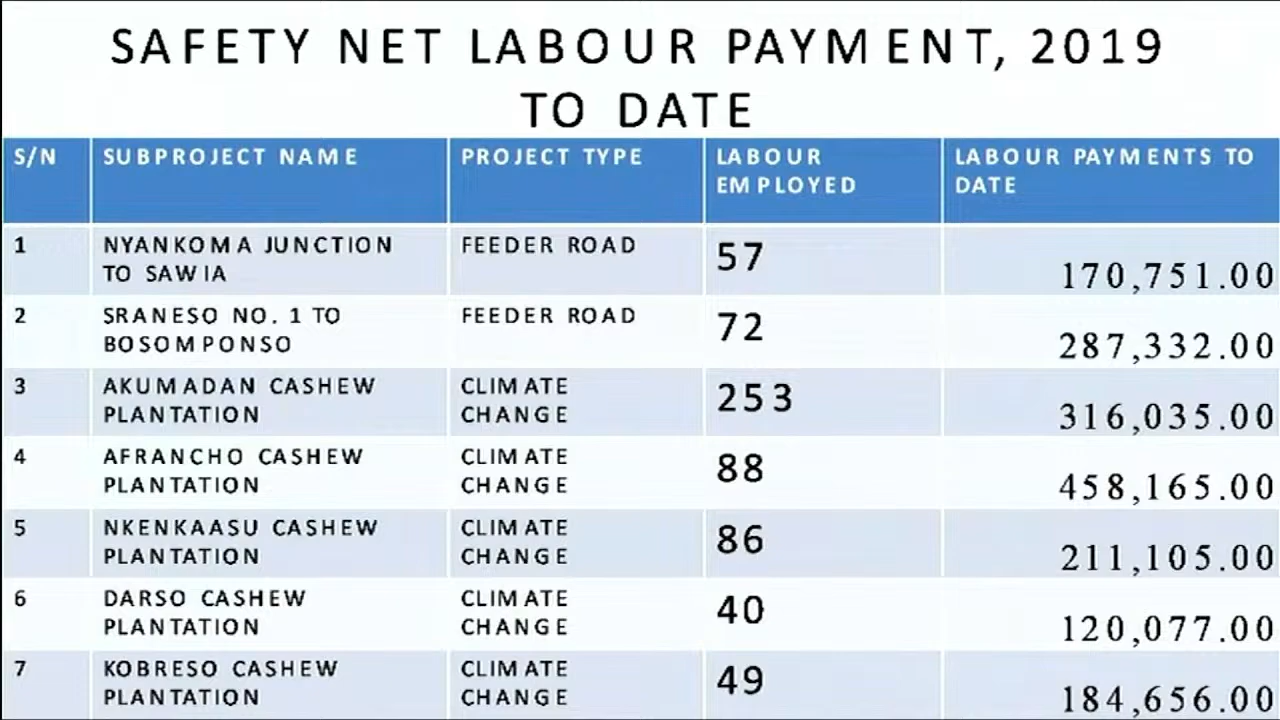 SAFETY NET LABOUR PAYMENT, 2019
TO DATE
S/N SUBPROJECT NAME PROJECT TYPE LABOUR EMPLOYED LABOUR PAYMENTS TO DATE
1 NYANKOMA JUNCTION TO SAWIA FEEDER ROAD 57 170,751.00
2 SRANESO NO. 1 TO BOSOMPONSO FEEDER ROAD 72 287,332.00
3 AKUMADAN CASHEW PLANTATION CLIMATE CHANGE 253 316,035.00
4 AFRANCHO CASHEW PLANTATION CLIMATE CHANGE 88 458,165.00
5 NKENKAASU CASHEW PLANTATION CLIMATE CHANGE 86 211,105.00
6 DARSO CASHEW PLANTATION CLIMATE CHANGE 40 120,077.00
7 KOBRESO CASHEW PLANTATION CLIMATE CHANGE 49 184,656.00